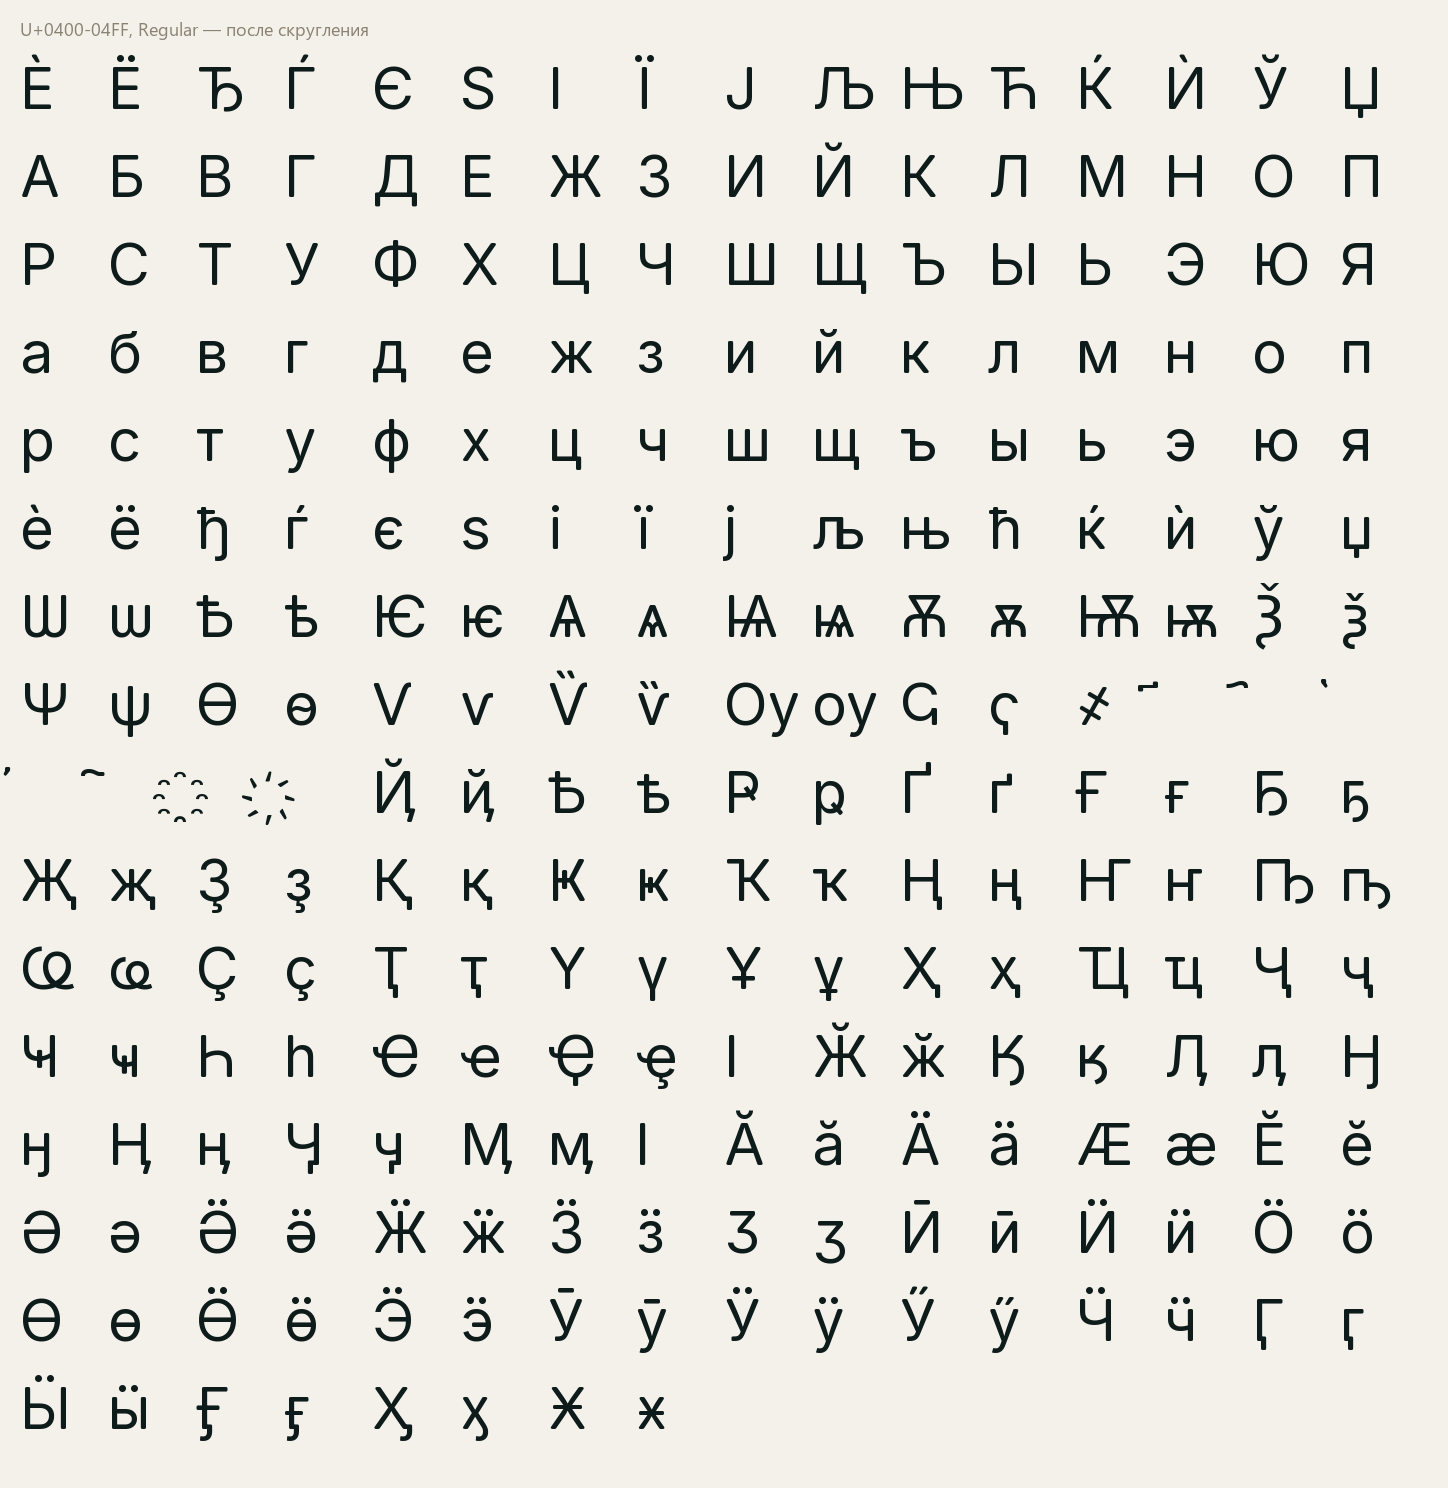 U+0400-04FF, Regular — после скругления
Ѐ Ё Ђ Ѓ Є Ѕ І Ї Ј Љ Њ Ћ Ќ Ѝ Ў Џ
А Б В Г Д Е Ж З И Й К Л М Н О П
Р С Т У Ф Х Ц Ч Ш Щ Ъ Ы Ь Э Ю Я
а б в г д е ж з и й к л м н о п
р с т у ф х ц ч ш щ ъ ы ь э ю я
ѐ ё ђ ѓ є ѕ і ї ј љ њ ћ ќ ѝ ў џ
Ѡ ѡ Ѣ ѣ Ѥ ѥ Ѧ ѧ Ѩ ѩ Ѫ ѫ Ѭ ѭ Ѯ ѯ
Ѱ ѱ Ѳ ѳ Ѵ ѵ Ѷ ѷ Ѹ ѹ Ҁ ҁ ҂ ҃ ҄ ҅
҆ ҇ ҈ ҉ Ҋ ҋ Ҍ ҍ Ҏ ҏ Ґ ґ Ғ ғ Ҕ ҕ
Җ җ Ҙ ҙ Қ қ Ҝ ҝ Ҡ ҡ Ң ң Ҥ ҥ Ҧ ҧ
Ҩ ҩ Ҫ ҫ Ҭ ҭ Ү ү Ұ ұ Ҳ ҳ Ҵ ҵ Ҷ ҷ
Ҹ ҹ Һ һ Ҽ ҽ Ҿ ҿ Ӏ Ӂ ӂ Ӄ ӄ Ӆ ӆ Ӈ
ӈ Ӊ ӊ Ӌ ӌ Ӎ ӎ ӏ Ӑ ӑ Ӓ ӓ Ӕ ӕ Ӗ ӗ
Ә ә Ӛ ӛ Ӝ ӝ Ӟ ӟ Ӡ ӡ Ӣ ӣ Ӥ ӥ Ӧ ӧ
Ө ө Ӫ ӫ Ӭ ӭ Ӯ ӯ Ӱ ӱ Ӳ ӳ Ӵ ӵ Ӷ ӷ
Ӹ ӹ Ӻ ӻ Ӽ ӽ Ӿ ӿ